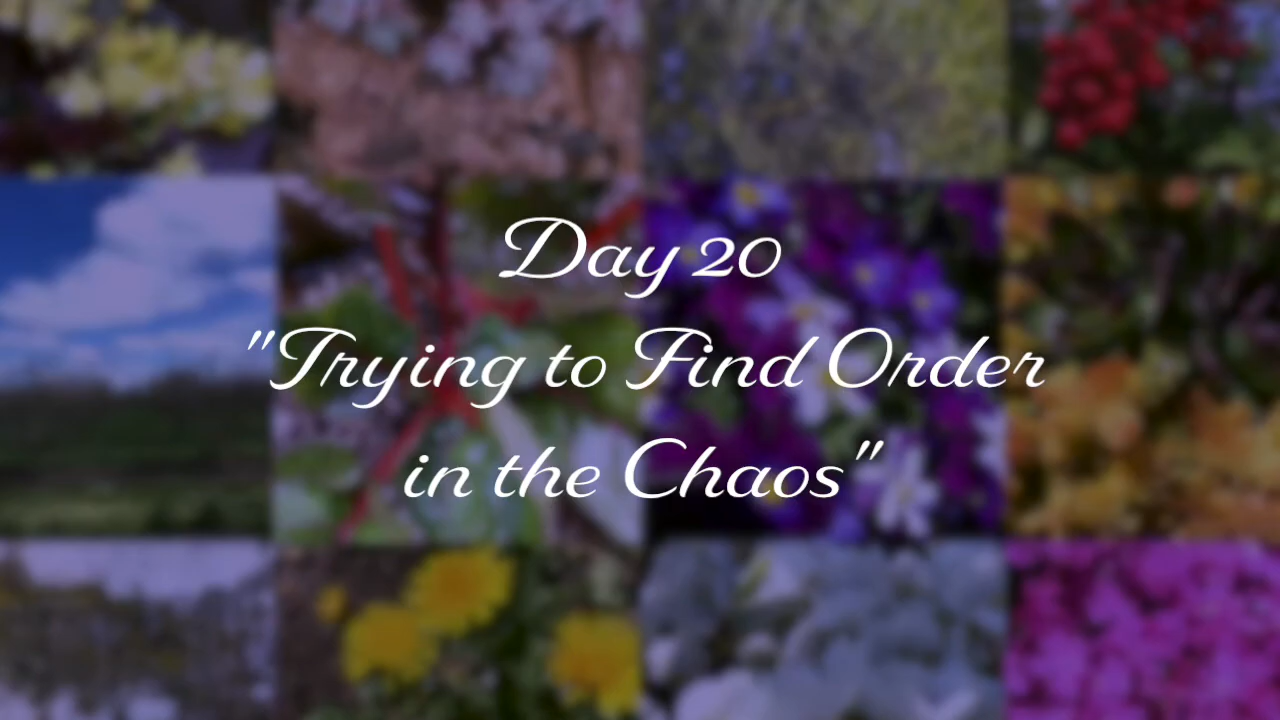 Day 20
"Trying to Find Order
in the Chaos"